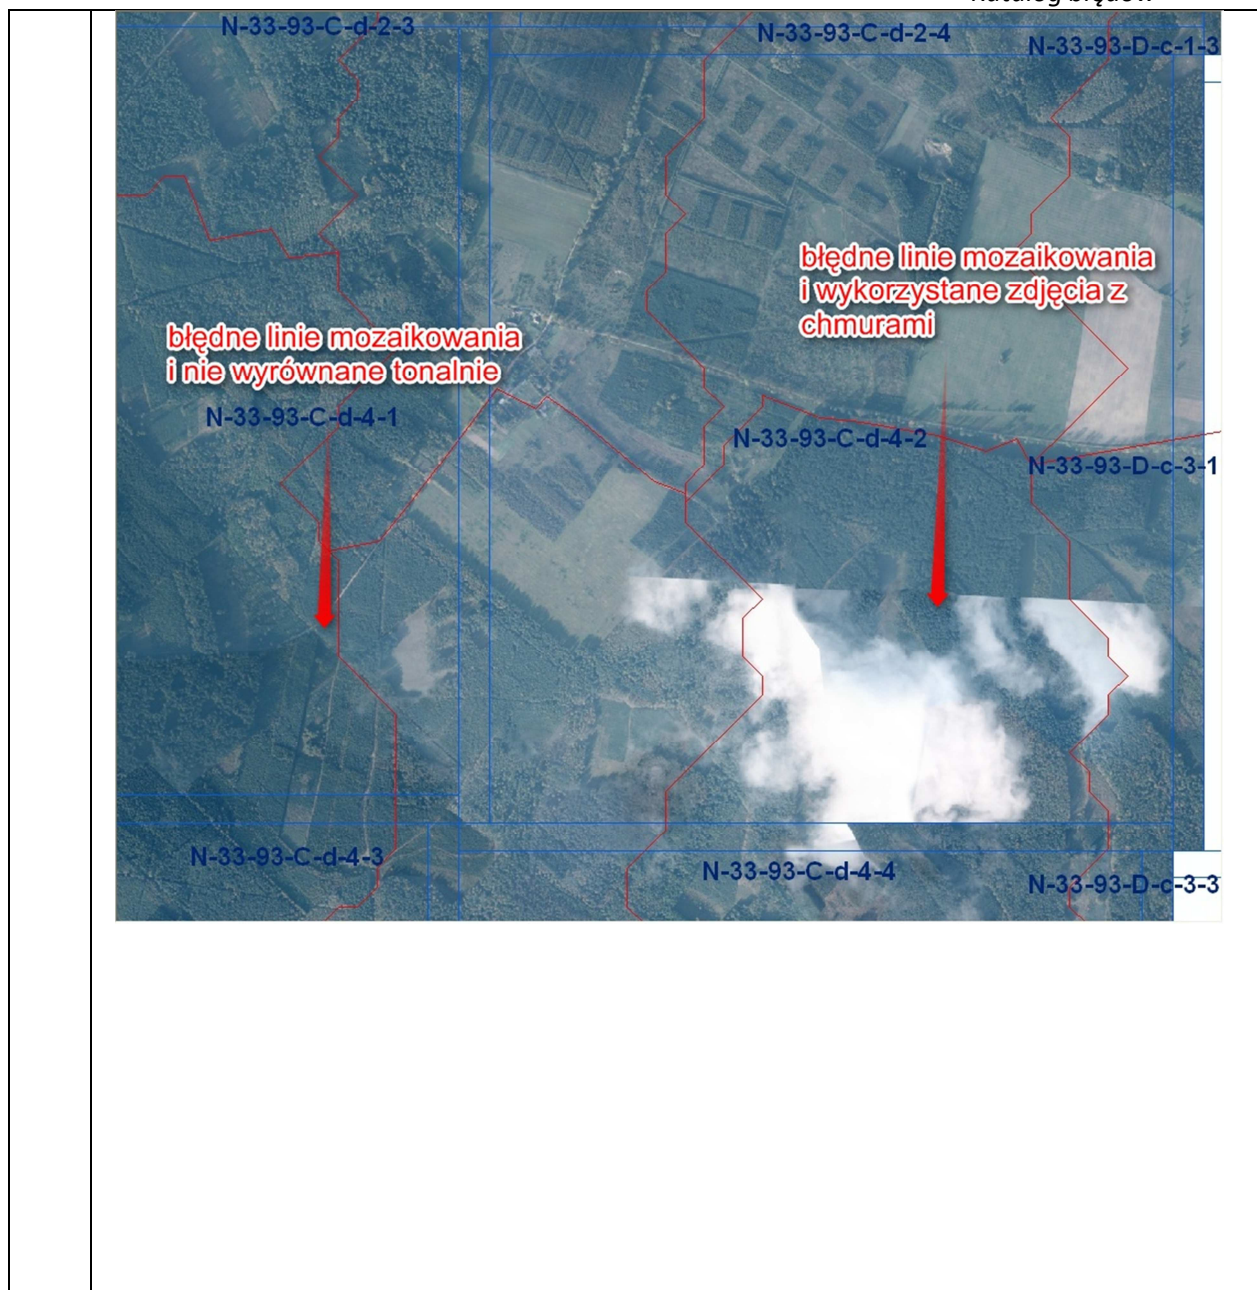 Katalog błędów
N-33-93-C-d-2-3
N-33-93-C-d-2-4
N-33-93-D-c-1-3
błędne linie mozaikowania
i wykorzystane zdjęcia z
chmurami
błędne linie mozaikowania
i nie wyrównane tonalnie
N-33-93-C-d-4-1
N-33-93-C-d-4-2
N-33-93-D-c-3-1
N-33-93-C-d-4-3
N-33-93-C-d-4-4
N-33-93-D-c-3-3